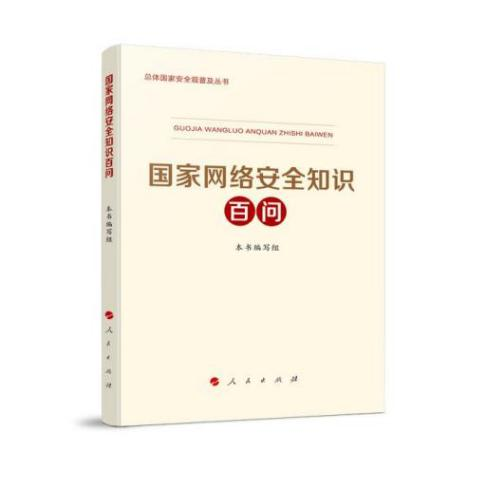 总体国家安全观普及丛书
GUOJIA WANGLUO ANQUAN ZHISHI BAIWEN
国家网络安全知识
百问
本书编写组
人民出版社
国家网络安全知识百问
本书编写组
人民出版社